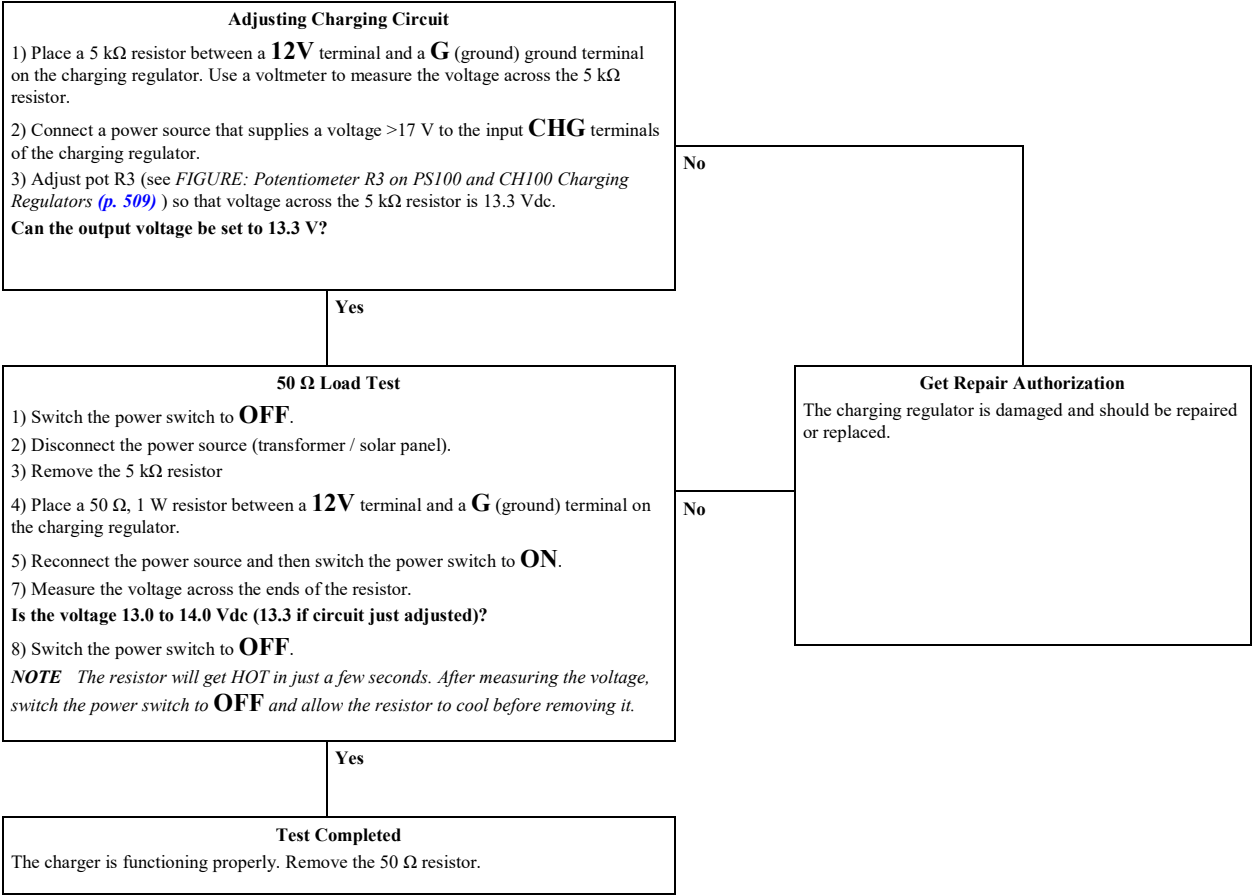 Adjusting Charging Circuit
1) Place a 5 kΩ resistor between a 12V terminal and a G (ground) ground terminal
on the charging regulator. Use a voltmeter to measure the voltage across the 5 kΩ
resistor.
2) Connect a power source that supplies a voltage >17 V to the input CHG terminals
of the charging regulator.
3) Adjust pot R3 (see FIGURE: Potentiometer R3 on PS100 and CH100 Charging
Regulators (p. 509) ) so that voltage across the 5 kΩ resistor is 13.3 Vdc.
Can the output voltage be set to 13.3 V?
No
Yes
50 Ω Load Test
1) Switch the power switch to OFF.
2) Disconnect the power source (transformer / solar panel).
3) Remove the 5 kΩ resistor
4) Place a 50 Ω, 1 W resistor between a 12V terminal and a G (ground) terminal on
the charging regulator.
5) Reconnect the power source and then switch the power switch to ON.
7) Measure the voltage across the ends of the resistor.
Is the voltage 13.0 to 14.0 Vdc (13.3 if circuit just adjusted)?
8) Switch the power switch to OFF.
NOTE The resistor will get HOT in just a few seconds. After measuring the voltage,
switch the power switch to OFF and allow the resistor to cool before removing it.
No
Get Repair Authorization
The charging regulator is damaged and should be repaired
or replaced.
Yes
Test Completed
The charger is functioning properly. Remove the 50 Ω resistor.